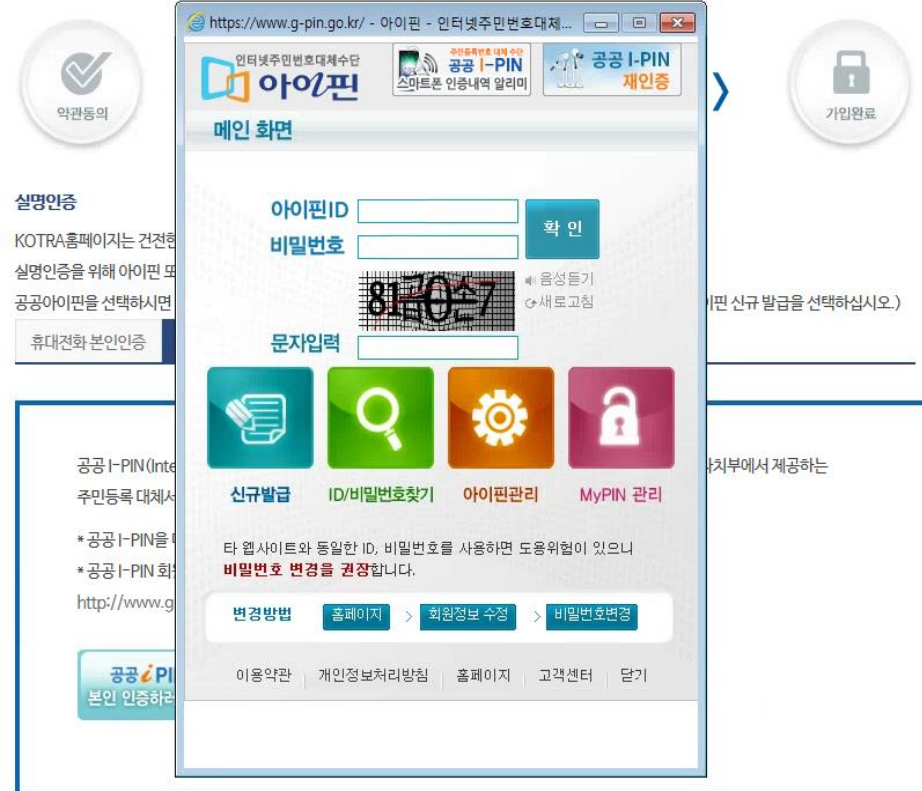 약관동의
가입완료
실명인증
KOTRA홈페이지는 건전한
실명인증을 위해 아이핀 또
공공아이핀을 선택하시면
이핀 신규 발급을 선택하십시오.)
휴대전화 본인인증
공공 I-PIN(Inte
자치부에서 제공하는
주민등록 대체서
* 공공 I-PIN을
* 공공 I-PIN 회원
http://www.g
공공 i PI
본인 인증하러
https://www.g-pin.go.kr/ - 아이핀 - 인터넷주민번호대체...
인터넷주민번호대체수단
아이핀
주민등록번호 대체 수단
공공 I-PIN
스마트폰 인증내역 알리미
공공 I-PIN
재인증
메인 화면
아이핀ID
비밀번호
확 인
음성듣기
새로고침
문자입력
신규발급 ID/비밀번호찾기 아이핀관리 MyPIN 관리
타 웹사이트와 동일한 ID, 비밀번호를 사용하면 도용위험이 있으니
비밀번호 변경을 권장합니다.
변경방법 홈페이지 > 회원정보 수정 > 비밀번호변경
이용약관 개인정보처리방침 홈페이지 고객센터 닫기